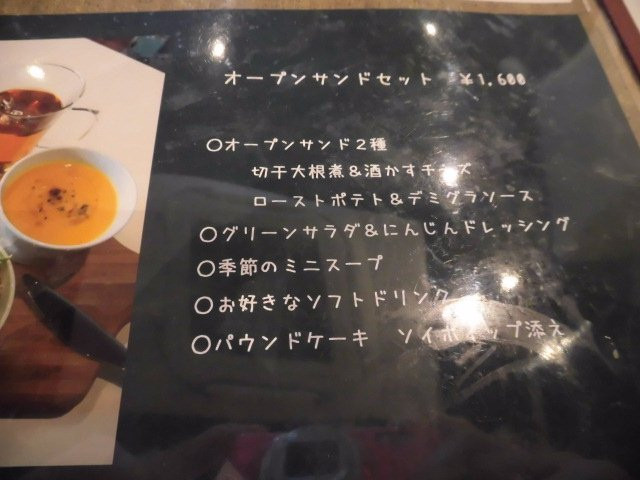 オープンサンドセット ¥1,600
○オープンサンド2種
切干大根煮&酒かすチーズ
ローストポテト&デミグラソース
○グリーンサラダ&にんじんドレッシング
○季節のミニスープ
○お好きなソフトドリンク
○パウンドケーキ ソイホイップ添え